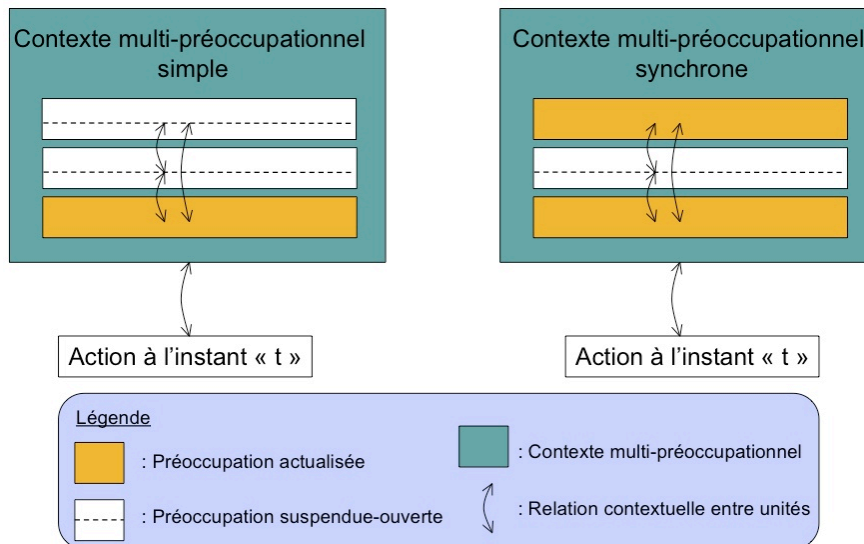 Contexte multi-préoccupationnel
simple
Contexte multi-préoccupationnel
synchrone
Action à l'instant « t »
Action à l'instant « t »
Légende
: Préoccupation actualisée
: Préoccupation suspendue-ouverte
: Contexte multi-préoccupationnel
: Relation contextuelle entre unités